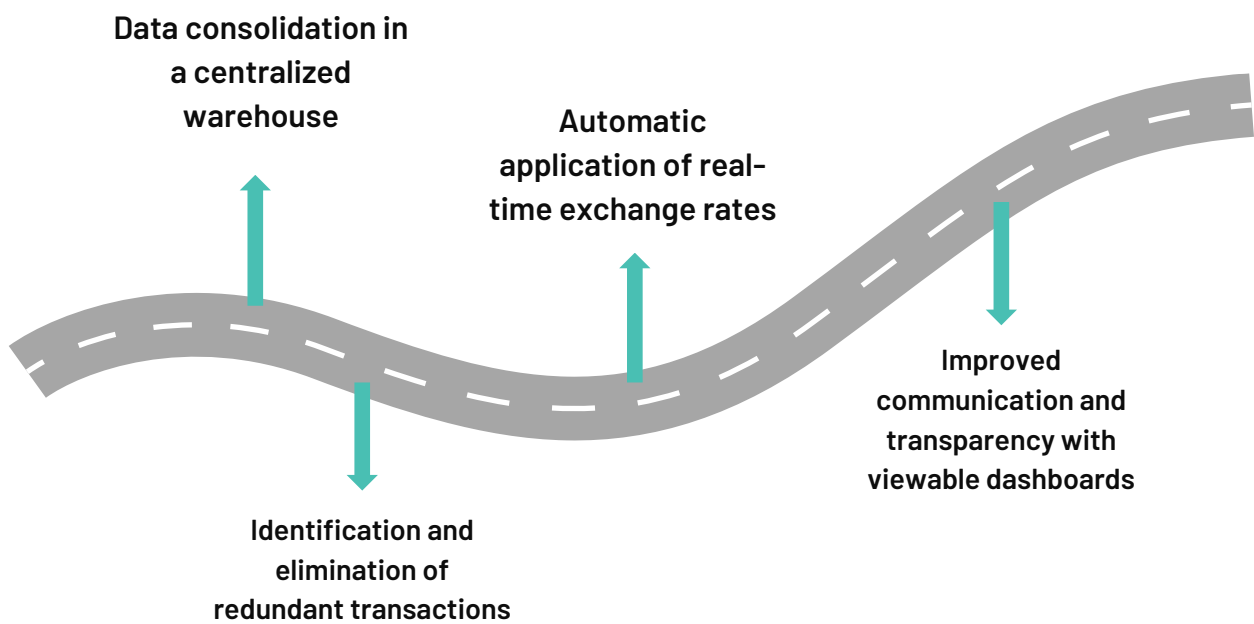 Data consolidation in
a centralized
warehouse
Identification and
elimination of
redundant transactions
Automatic
application of real-
time exchange rates
Improved
communication and
transparency with
viewable dashboards